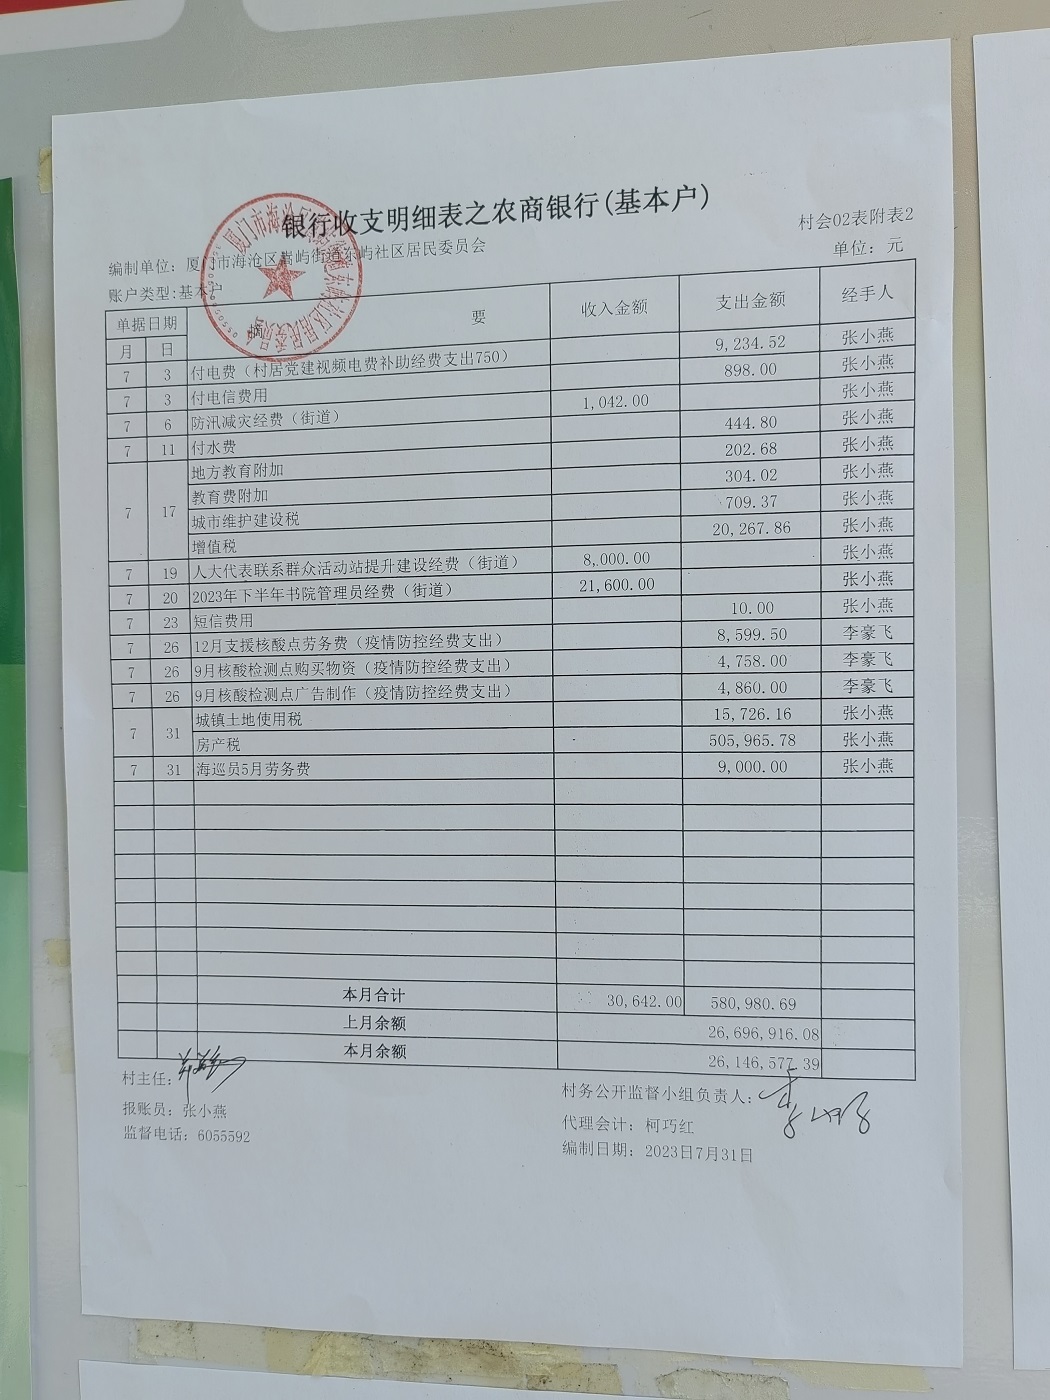 银行收支明细表之农商银行(基本户)
村会02表附表2
编制单位：厦门市海沧区嵩屿街道东屿社区居民委员会
单位：元
账户类型:基本户
单据日期 摘 要 收入金额 支出金额 经手人
月 日
7 3 付电费（村居党建视频电费补助经费支出750） 9,234.52 张小燕
7 3 付电信费用 898.00 张小燕
7 6 防汛减灾经费（街道） 1,042.00 张小燕
7 11 付水费 444.80 张小燕
7 17 地方教育附加 202.68 张小燕
教育费附加 304.02 张小燕
城市维护建设税 709.37 张小燕
增值税 20,267.86 张小燕
7 19 人大代表联系群众活动站提升建设经费（街道） 8,000.00 张小燕
7 20 2023年下半年书院管理员经费（街道） 21,600.00 张小燕
7 23 短信费用 10.00 张小燕
7 26 12月支援核酸点劳务费（疫情防控经费支出） 8,599.50 李豪飞
7 26 9月核酸检测点购买物资（疫情防控经费支出） 4,758.00 李豪飞
7 26 9月核酸检测点广告制作（疫情防控经费支出） 4,860.00 李豪飞
7 31 城镇土地使用税 15,726.16 张小燕
房产税 505,965.78 张小燕
7 31 海巡员5月劳务费 9,000.00 张小燕
本月合计 30,642.00 580,980.69
上月余额 26,696,916.08
本月余额 26,146,577.39
村主任：
村务公开监督小组负责人：
报账员：张小燕
代理会计：柯巧红
监督电话：6055592
编制日期：2023日7月31日